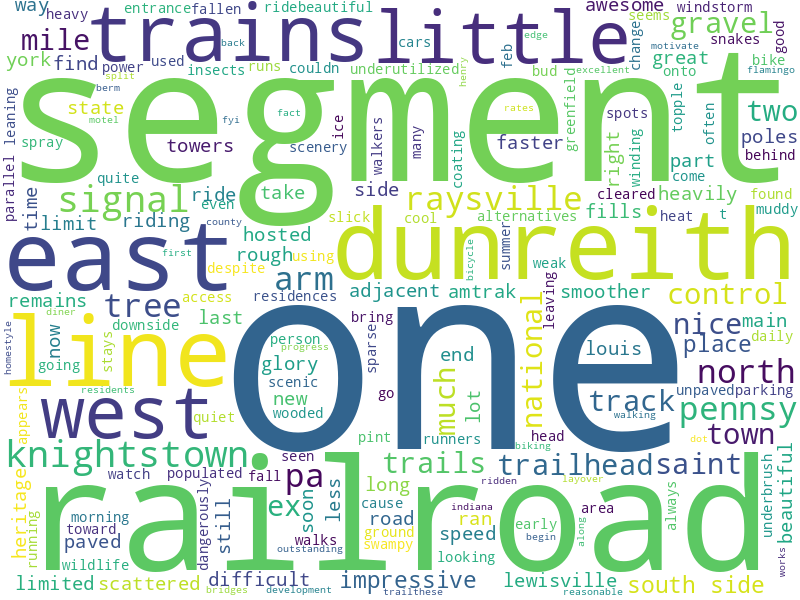 way
heavy
entrance
fallen
ridebeautiful
awesome
windstorm
trains
little
mile
back
edge
cars
feb
change
seems
gravel
snakes
good
york
find
power
used
insects
runs
couldn
henry
underutilized
motivate
great
bike
onto
split
berm
excellent
flamingo
bud
segment
state
motel
fyi
fact
rates
greenfield
spots
topple
often
two
spray
towers
scenery
ice
walkers
many
coating
faster
poles
behind
parallel leaning
quite
right
winding
part
come
signal
ride
even
take
side
raysville
cleared
heavily
found
time
limit
riding
county
slick
cool
alternatives
fills
heat
t
muddy
hosted
east
first
rough
using
dunreith
bicycle
summer
weak
despite
arm
remains
tree
access
residences
adjacent
amtrak
smoother
leaving
control
diner
downside
last
bring
sparse
national
nice
main
daily
homestyle
now
line
person
progress
one
end
louis
place
going
stays
glory
scenic
new
wooded
much
lot
go
north
unpavedparking
residents
west
quiet
track
walking
pennsy
knightstown
pint
runners
head
biking
town
dot
appears
populated
seen
fall
trails
trailhead
saint
watch
pa
layover
ridden
heritage
running
morning
toward
dangerously
still
ex
soon
less
long
cause
road
ground
swampy
walks
railroad
ran
indiana
early
begin
along
area
always
underbrush
beautiful
paved
wildlife
speed
looking
limited
scattered
difficult
impressive
lewisville
south side
works
bridges
outstanding
development
trailthese
reasonable